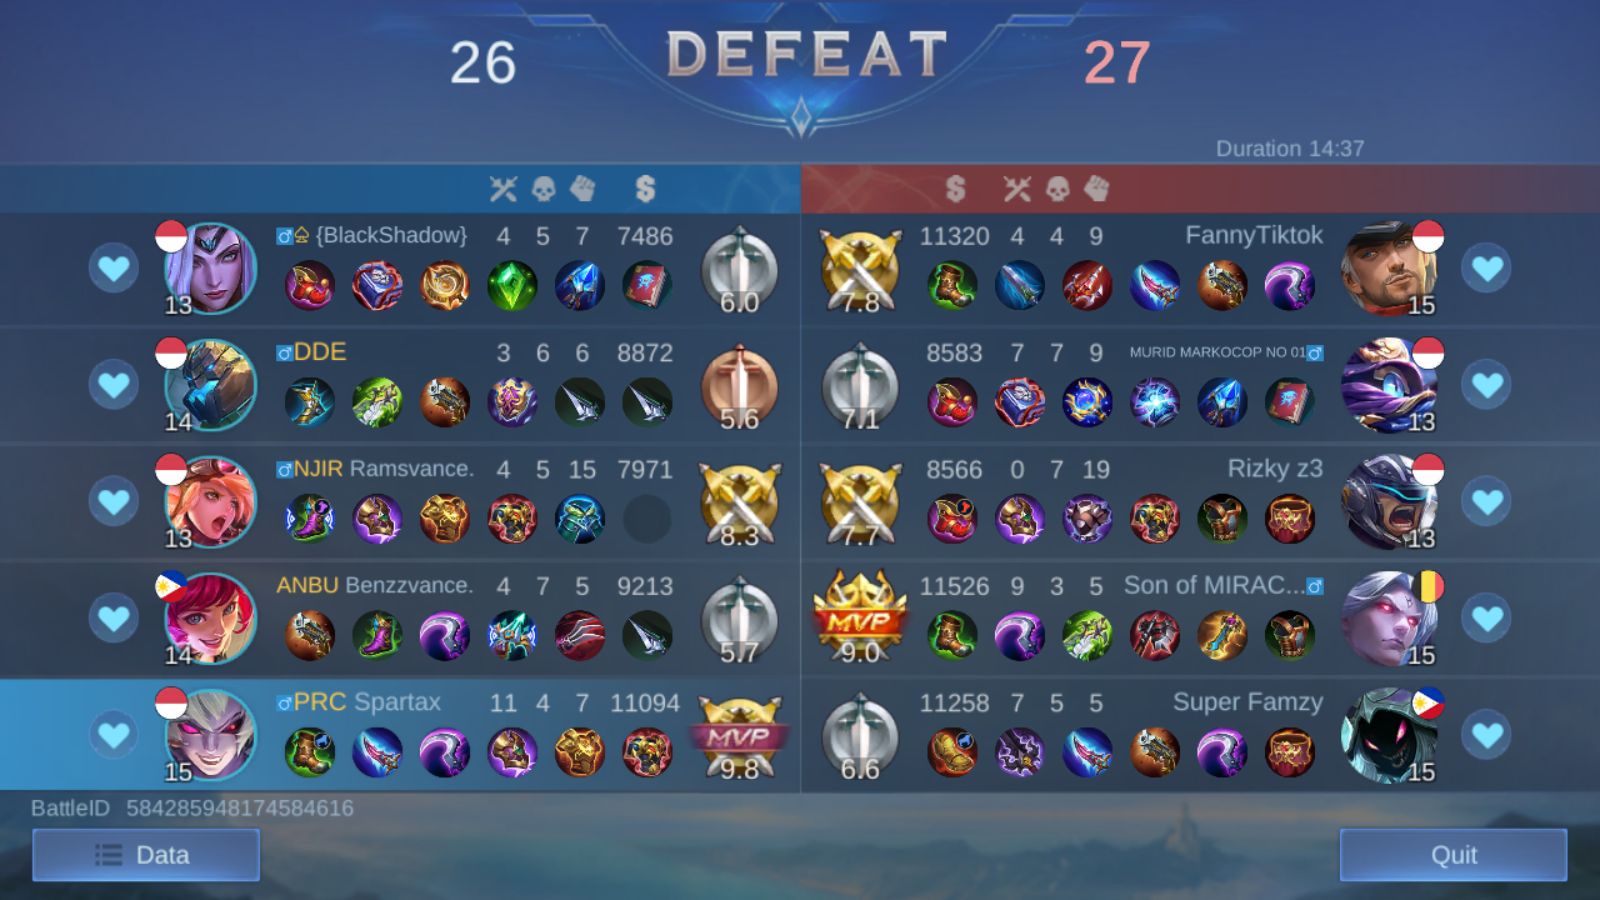 26 DEFEAT 27
Duration 14:37
{BlackShadow} 4 5 7 7486
13 6.0
7.8 11320 4 4 9 FannyTiktok
15
DDE 3 6 6 8872
14 5.6
7.1 8583 7 7 9 MURID MARKOCOP NO 01
13
NJIR Ramsvance. 4 5 15 7971
13 8.3
7.7 8566 0 7 19 Rizky z3
13
ANBU Benzzvance. 4 7 5 9213
14 5.7
MVP 9.0 11526 9 3 5 Son of MIRAC...
15
PRC Spartax 11 4 7 11094
15 MVP 9.8
6.6 11258 7 5 5 Super Famzy
15
BattleID 584285948174584616
Data
Quit